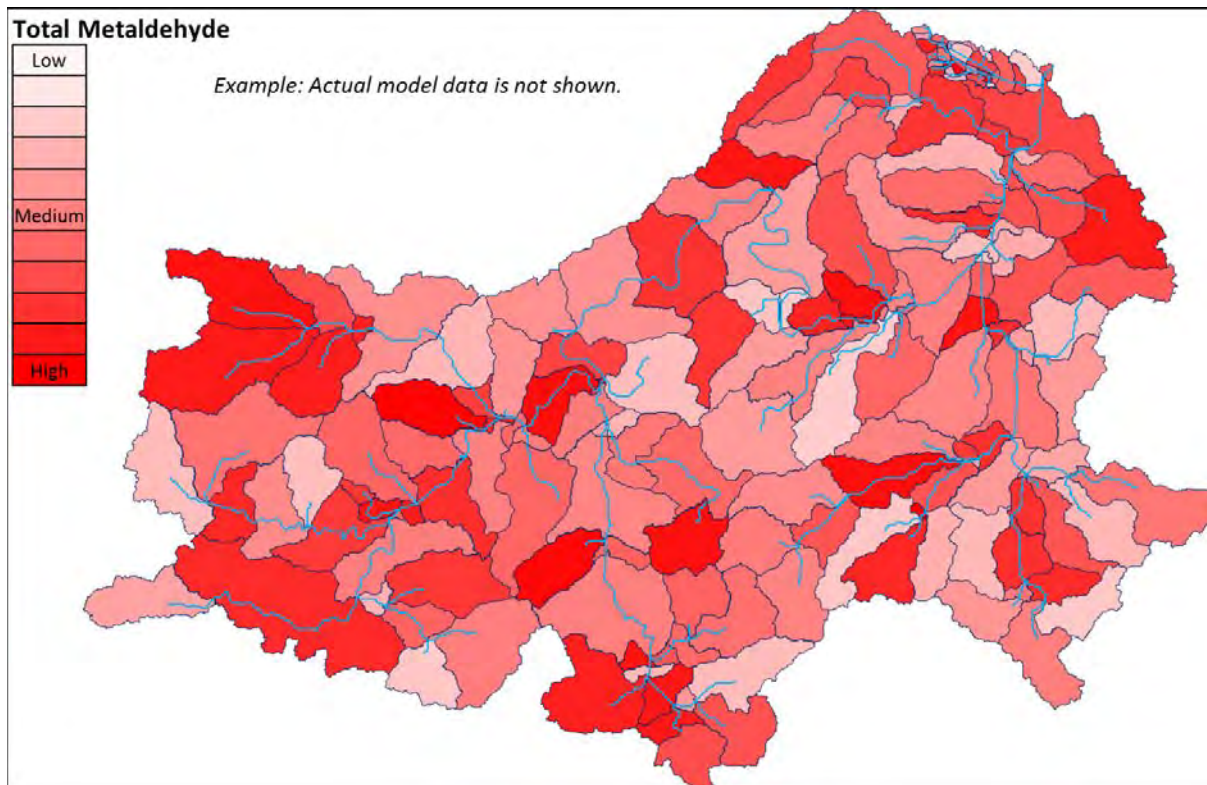 Total Metaldehyde
Low
Example: Actual model data is not shown.
Medium
High